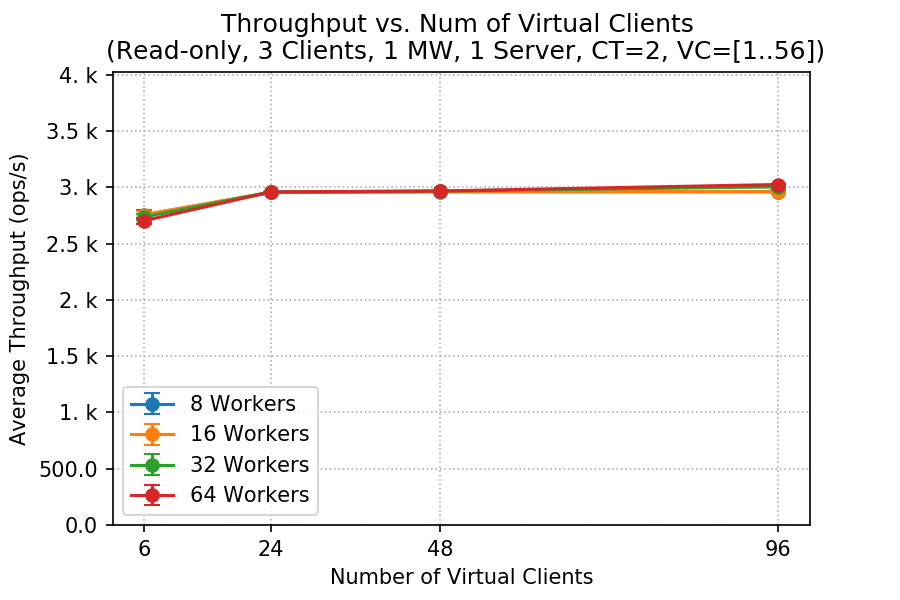 Throughput vs. Num of Virtual Clients
(Read-only, 3 Clients, 1 MW, 1 Server, CT=2, VC=[1..56])
Average Throughput (ops/s)
4. k
3.5 k
3. k
2.5 k
2. k
1.5 k
1. k
500.0
0.0
8 Workers
16 Workers
32 Workers
64 Workers
6 24 48 96
Number of Virtual Clients